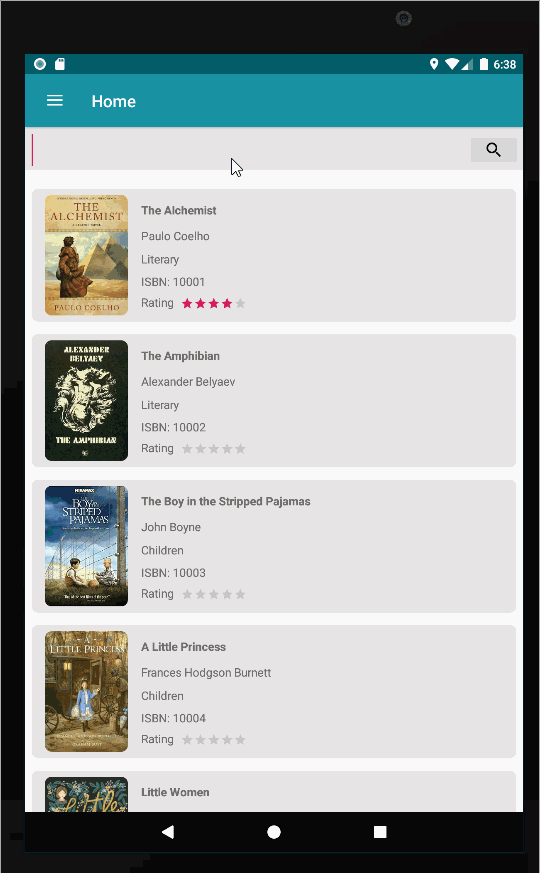 6:38
Home
THE
ALCHEMIST
PAULO COELHO
The Alchemist
Paulo Coelho
Literary
ISBN: 10001
Rating
ALEXANDER
BELYAEV
THE AMPHIBIAN
The Amphibian
Alexander Belyaev
Literary
ISBN: 10002
Rating
MIRAMAX
THE BOY IN THE
STRIPED
PAJAMAS
The Boy in the Stripped Pajamas
John Boyne
Children
ISBN: 10003
Rating
A
LITTLE PRINCESS
A Little Princess
Frances Hodgson Burnett
Children
ISBN: 10004
Rating
Little
Little Women